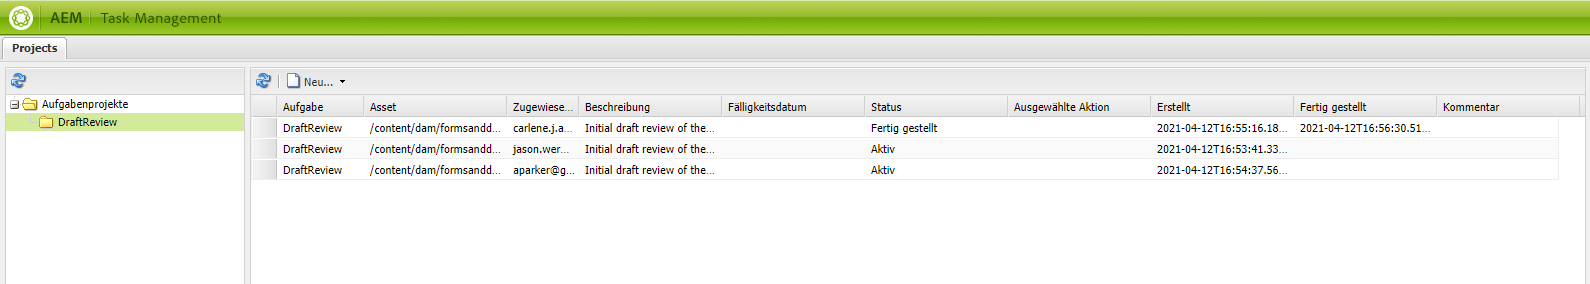 AEM Task Management
Projects
Neu...
Aufgabenprojekte
DraftReview
Aufgabe Asset Zugewiese... Beschreibung Fälligkeitsdatum Status Ausgewählte Aktion Erstellt Fertig gestellt Kommentar
DraftReview /content/dam/formsandd... carlene.j.a... Initial draft review of the... Fertig gestellt 2021-04-12T16:55:16.18... 2021-04-12T16:56:30.51...
DraftReview /content/dam/formsandd... jason.wer... Initial draft review of the... Aktiv 2021-04-12T16:53:41.33...
DraftReview /content/dam/formsandd... aparker@g... Initial draft review of the... Aktiv 2021-04-12T16:54:37.56...